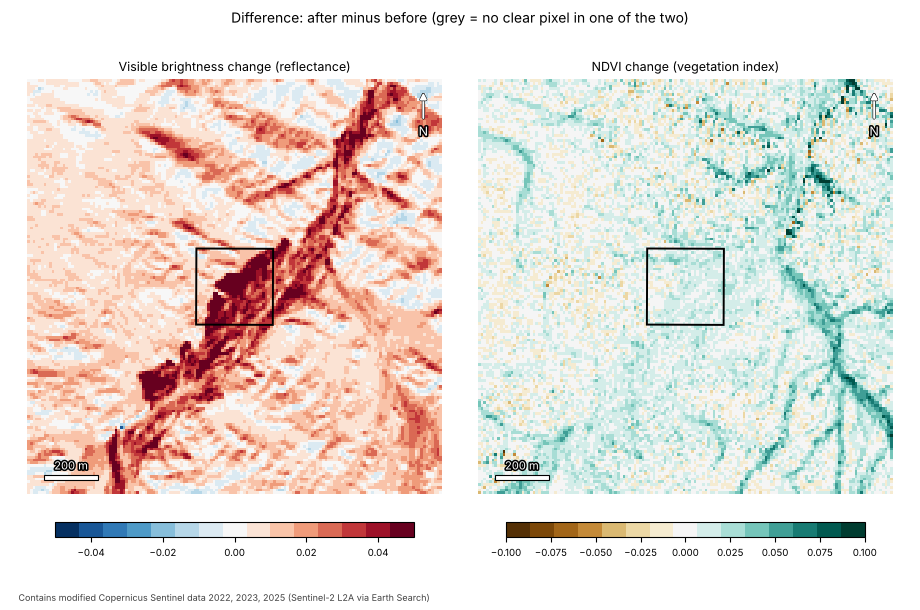 Difference: after minus before (grey = no clear pixel in one of the two)
Visible brightness change (reflectance)
NDVI change (vegetation index)
N
N
200 m
200 m
−0.04 −0.02 0.00 0.02 0.04
−0.100 −0.075 −0.050 −0.025 0.000 0.025 0.050 0.075 0.100
Contains modified Copernicus Sentinel data 2022, 2023, 2025 (Sentinel-2 L2A via Earth Search)